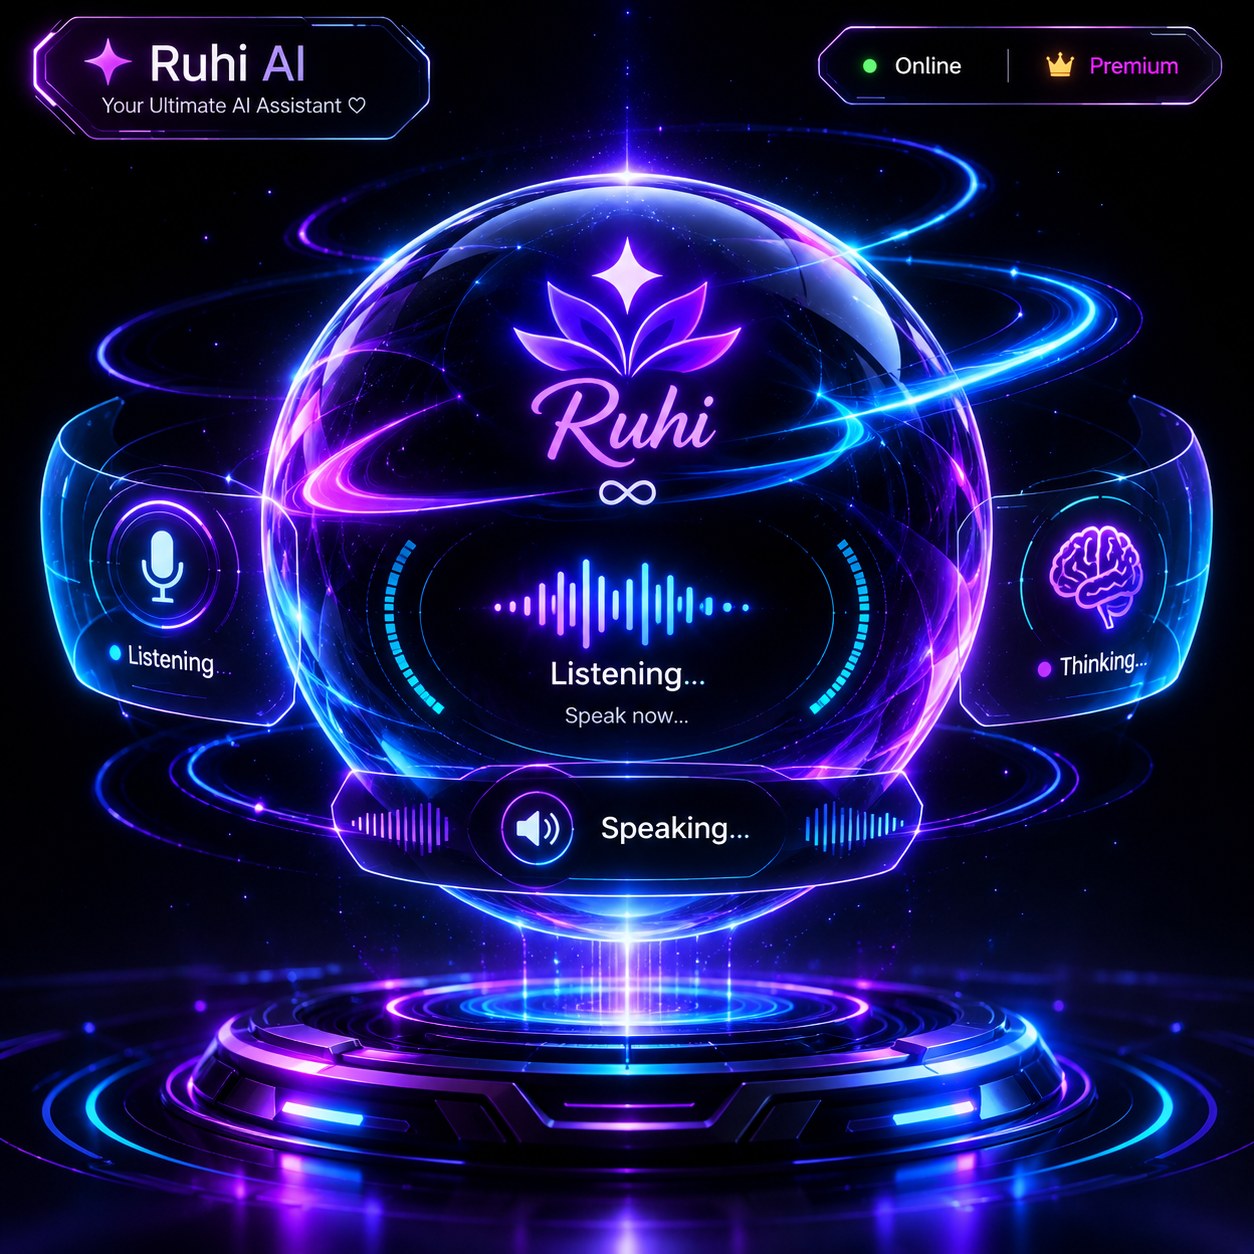 Ruhi AI
Your Ultimate AI Assistant ♡
Online
Premium
Ruhi
Listening...
Thinking...
Listening...
Speak now...
Speaking...